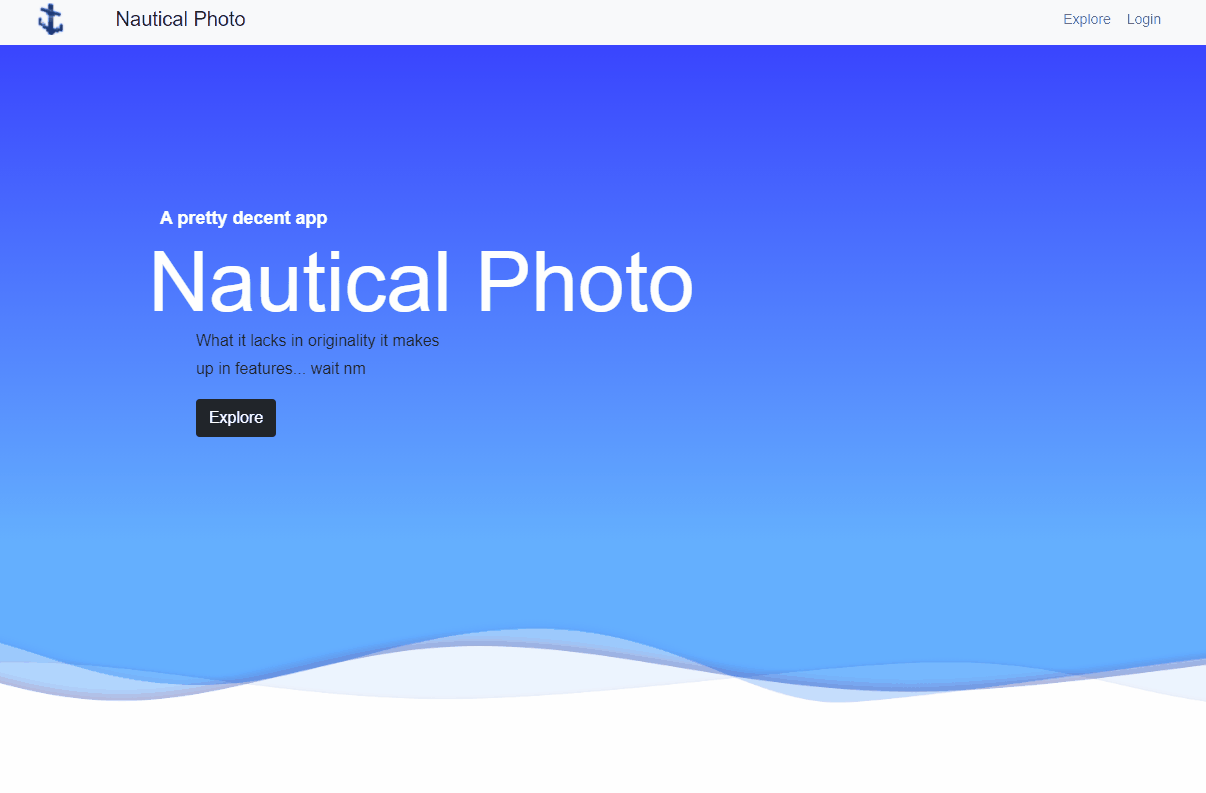 Nautical Photo
Explore Login
A pretty decent app
Nautical Photo
What it lacks in originality it makes
up in features... wait nm
Explore